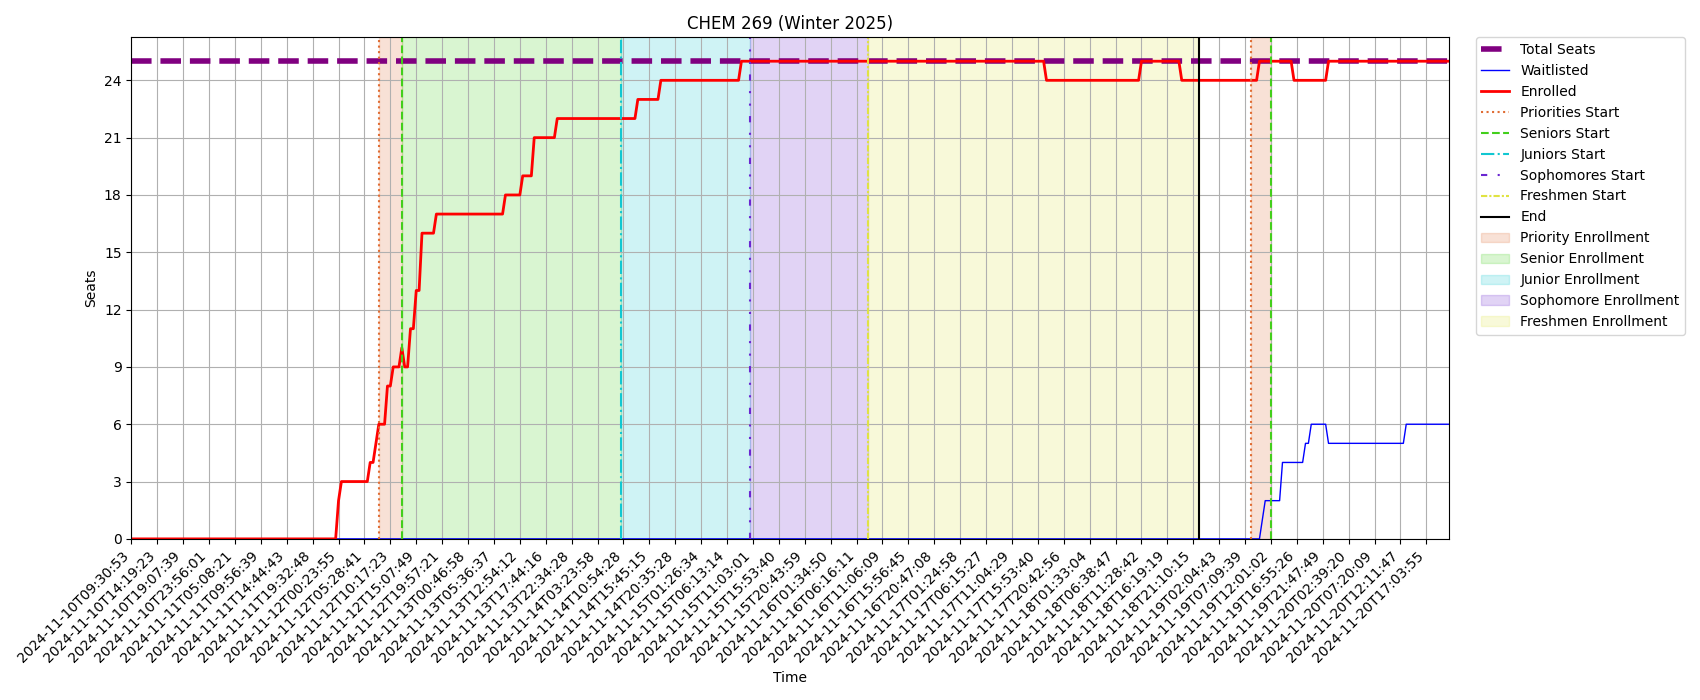 CHEM 269 (Winter 2025)
Seats
24
21
18
15
12
9
6
3
0
2024-11-10T09:30:53
2024-11-10T14:19:23
2024-11-10T19:07:39
2024-11-10T23:56:01
2024-11-11T05:08:21
2024-11-11T09:56:39
2024-11-11T14:44:43
2024-11-11T19:32:48
2024-11-12T00:23:55
2024-11-12T05:28:41
2024-11-12T10:17:23
2024-11-12T15:07:49
2024-11-12T19:57:21
2024-11-13T00:46:58
2024-11-13T05:36:37
2024-11-13T12:54:12
2024-11-13T17:44:16
2024-11-13T22:34:28
2024-11-14T03:23:58
2024-11-14T10:54:28
2024-11-14T15:45:15
2024-11-14T20:35:28
2024-11-15T01:26:34
2024-11-15T06:13:14
2024-11-15T11:03:01
2024-11-15T15:53:40
2024-11-15T20:43:59
2024-11-16T01:34:50
2024-11-16T06:16:11
2024-11-16T11:06:09
2024-11-16T15:56:45
2024-11-16T20:47:08
2024-11-17T01:24:58
2024-11-17T06:15:27
2024-11-17T11:04:29
2024-11-17T15:53:40
2024-11-17T20:42:56
2024-11-18T01:33:04
2024-11-18T06:38:47
2024-11-18T11:28:42
2024-11-18T16:19:19
2024-11-18T21:10:15
2024-11-19T02:04:43
2024-11-19T07:09:39
2024-11-19T12:01:02
2024-11-19T16:55:26
2024-11-19T21:47:49
2024-11-20T02:39:20
2024-11-20T07:20:09
2024-11-20T12:11:47
2024-11-20T17:03:55
Time
Total Seats
Waitlisted
Enrolled
Priorities Start
Seniors Start
Juniors Start
Sophomores Start
Freshmen Start
End
Priority Enrollment
Senior Enrollment
Junior Enrollment
Sophomore Enrollment
Freshmen Enrollment